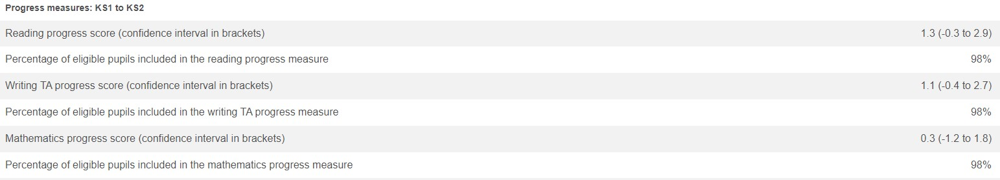 Progress measures: KS1 to KS2
Reading progress score (confidence interval in brackets) 1.3 (-0.3 to 2.9)
Percentage of eligible pupils included in the reading progress measure 98%
Writing TA progress score (confidence interval in brackets) 1.1 (-0.4 to 2.7)
Percentage of eligible pupils included in the writing TA progress measure 98%
Mathematics progress score (confidence interval in brackets) 0.3 (-1.2 to 1.8)
Percentage of eligible pupils included in the mathematics progress measure 98%